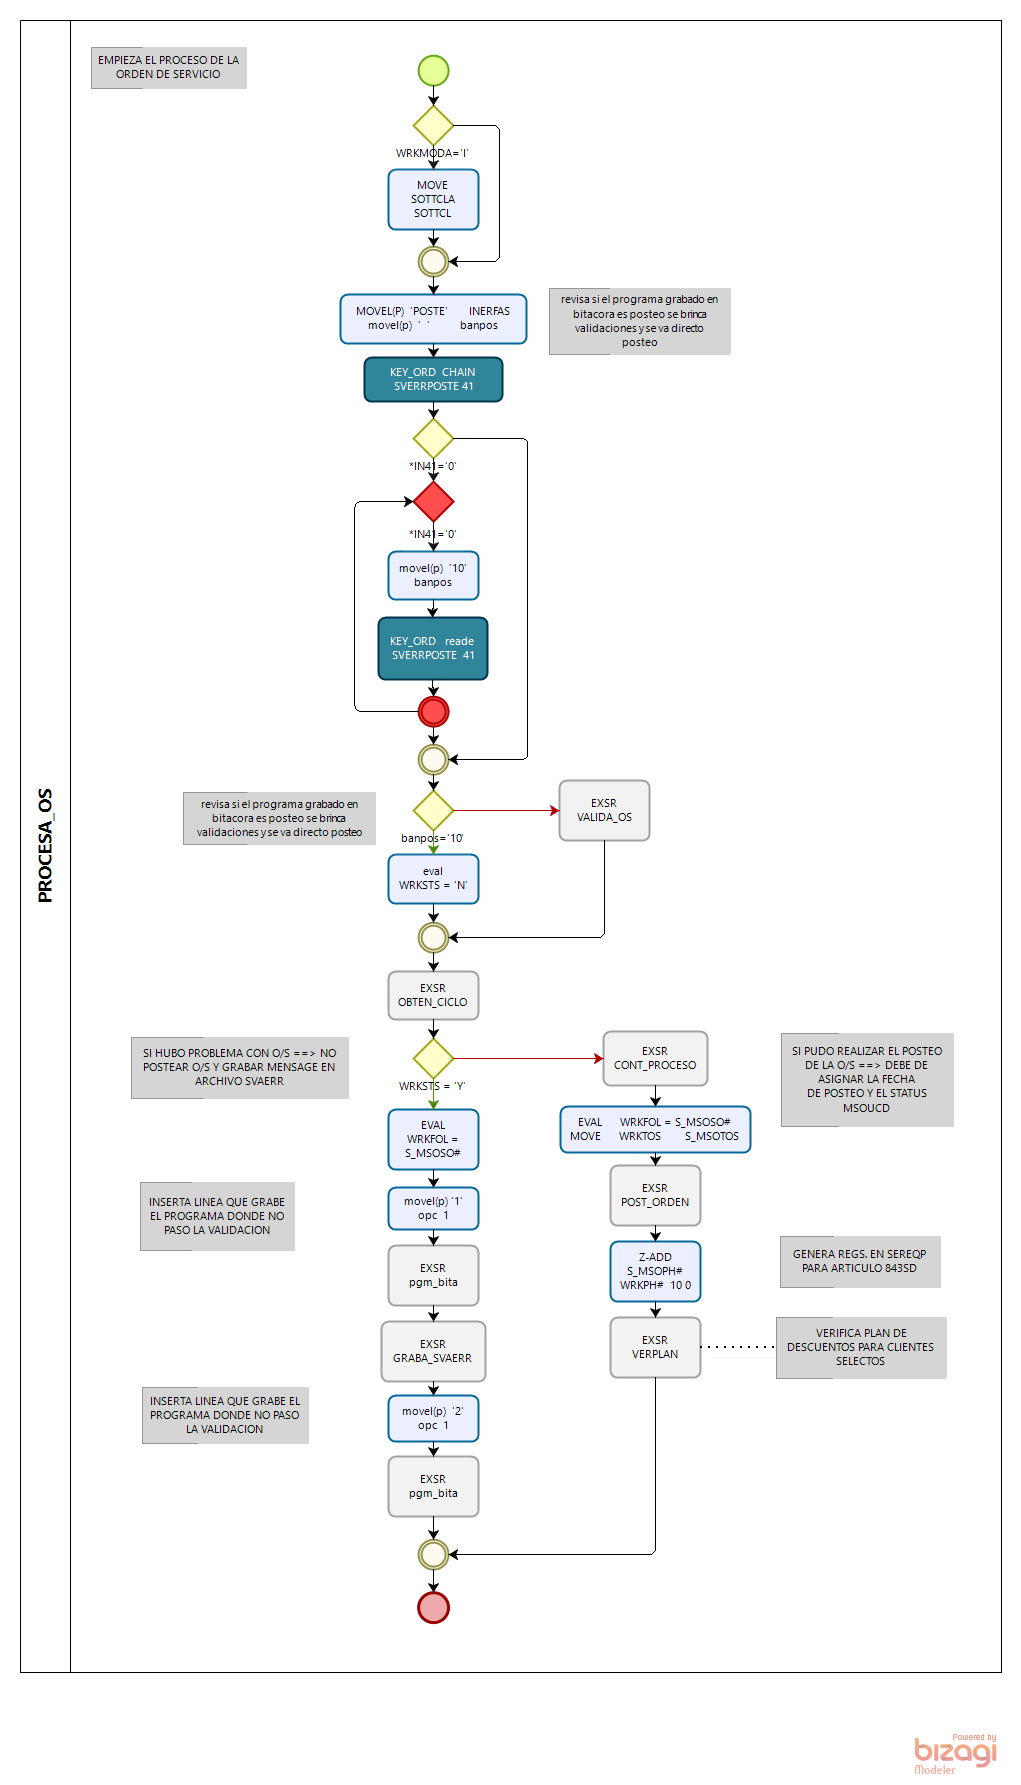 PROCESA_OS
EMPIEZA EL PROCESO DE LA
ORDEN DE SERVICIO
WRKMODA='I'
MOVE
SOTTCLA
SOTTCL
MOVEL(P) 'POSTE' INERFAS
movel(p) ' ' banpos
revisa si el programa grabado en
bitacora es posteo se brinca
validaciones y se va directo
posteo
KEY_ORD CHAIN
SVERRPOSTE 41
*IN41='0'
*IN41='0'
movel(p) '10'
banpos
KEY_ORD reade
SVERRPOSTE 41
revisa si el programa grabado en
bitacora es posteo se brinca
validaciones y se va directo posteo
EXSR
VALIDA_OS
banpos='10'
eval
WRKSTS = 'N'
EXSR
OBTEN_CICLO
SI HUBO PROBLEMA CON O/S ==> NO
POSTEAR O/S Y GRABAR MENSAGE EN
ARCHIVO SVAERR
WRKSTS = 'Y'
EXSR
CONT_PROCESO
SI PUDO REALIZAR EL POSTEO
DE LA O/S ==> DEBE DE
ASIGNAR LA FECHA
DE POSTEO Y EL STATUS
MSOUCD
EVAL
WRKFOL =
S_MSOSO#
EVAL WRKFOL = S_MSOSO#
MOVE WRKTOS S_MSOTOS
INSERTA LINEA QUE GRABE
EL PROGRAMA DONDE NO
PASO LA VALIDACION
movel(p) '1'
opc 1
EXSR
POST_ORDEN
EXSR
pgm_bita
Z-ADD
S_MSOPH#
WRKPH# 10 0
GENERA REGS. EN SEREQP
PARA ARTICULO 843SD
EXSR
GRABA_SVAERR
EXSR
VERPLAN
VERIFICA PLAN DE
DESCUENTOS PARA CLIENTES
SELECTOS
INSERTA LINEA QUE GRABE EL
PROGRAMA DONDE NO PASO
LA VALIDACION
movel(p) '2'
opc 1
EXSR
pgm_bita
Powered by
bizagi
Modeler